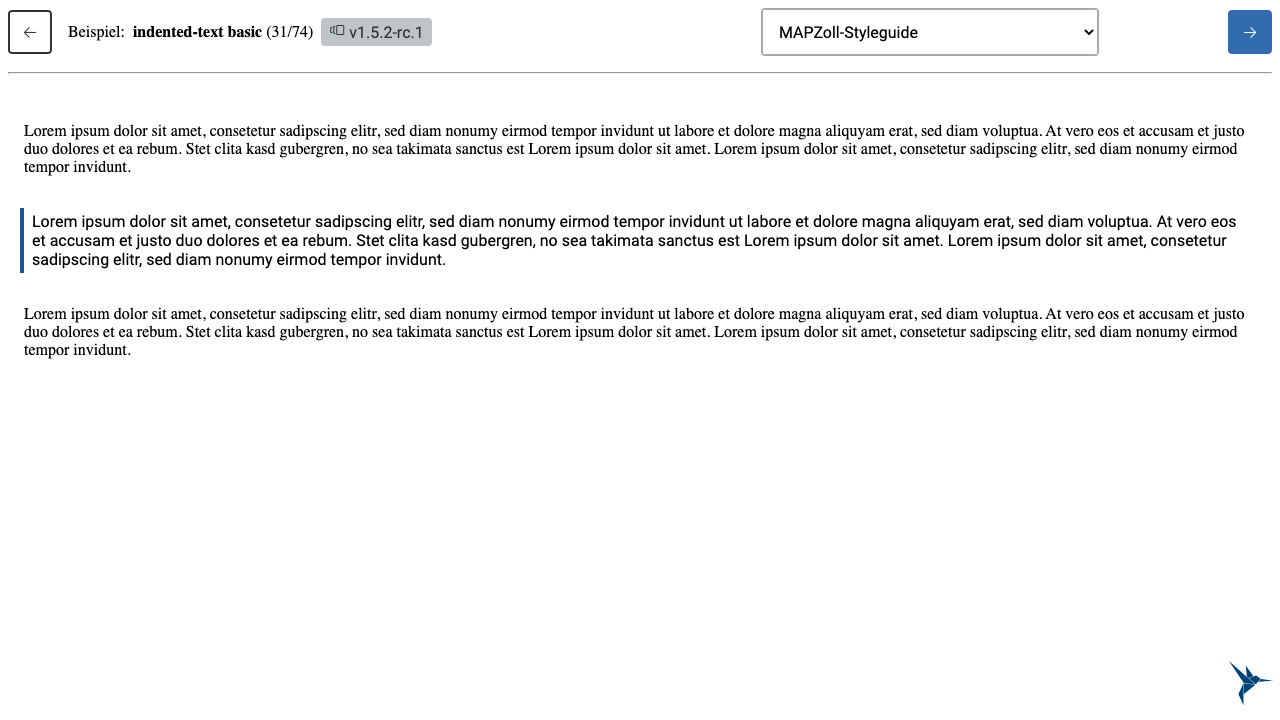 Beispiel: indented-text basic (31/74) v1.5.2-rc.1 MAPZoll-Styleguide
Lorem ipsum dolor sit amet, consetetur sadipscing elitr, sed diam nonumy eirmod tempor invidunt ut labore et dolore magna aliquyam erat, sed diam voluptua. At vero eos et accusam et justo
duo dolores et ea rebum. Stet clita kasd gubergren, no sea takimata sanctus est Lorem ipsum dolor sit amet. Lorem ipsum dolor sit amet, consetetur sadipscing elitr, sed diam nonumy eirmod
tempor invidunt.
Lorem ipsum dolor sit amet, consetetur sadipscing elitr, sed diam nonumy eirmod tempor invidunt ut labore et dolore magna aliquyam erat, sed diam voluptua. At vero eos
et accusam et justo duo dolores et ea rebum. Stet clita kasd gubergren, no sea takimata sanctus est Lorem ipsum dolor sit amet. Lorem ipsum dolor sit amet, consetetur
sadipscing elitr, sed diam nonumy eirmod tempor invidunt.
Lorem ipsum dolor sit amet, consetetur sadipscing elitr, sed diam nonumy eirmod tempor invidunt ut labore et dolore magna aliquyam erat, sed diam voluptua. At vero eos et accusam et justo
duo dolores et ea rebum. Stet clita kasd gubergren, no sea takimata sanctus est Lorem ipsum dolor sit amet. Lorem ipsum dolor sit amet, consetetur sadipscing elitr, sed diam nonumy eirmod
tempor invidunt.